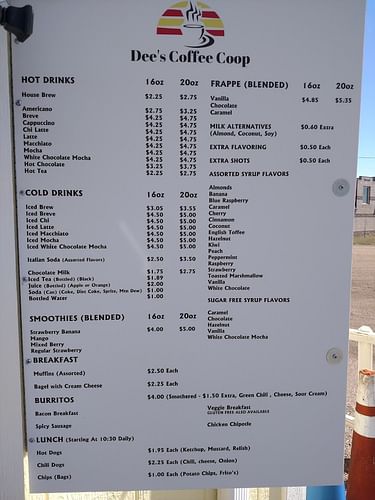 Dee's Coffee Coop
HOT DRINKS 16oz 20oz
House Brew $2.25 $2.75
Americano $2.75 $3.25
Breve $4.25 $4.75
Cappuccino $4.25 $4.75
Chi Latte $4.25 $4.75
Latte $4.25 $4.75
Macchiato $4.25 $4.75
Mocha $4.25 $4.75
White Chocolate Mocha $4.25 $4.75
Hot Chocolate $3.25 $3.75
Hot Tea $2.25 $2.75
COLD DRINKS 16oz 20oz
Iced Brew $3.05 $3.55
Iced Breve $4.50 $5.00
Iced Chi $4.50 $5.00
Iced Latte $4.50 $5.00
Iced Macchiato $4.50 $5.00
Iced Mocha $4.50 $5.00
Iced White Chocolate Mocha $4.50 $5.00
Italian Soda (Assorted Flavors) $2.50 $3.50
Chocolate Milk $1.75 $2.75
Iced Tea (Bottled) (Black) $1.89
Juice (Bottled) (Apple or Orange) $2.00
Soda (Can) (Coke, Diet Coke, Sprite, Mtn Dew) $1.00
Bottled Water $1.00
SMOOTHIES (BLENDED) 16oz 20oz
Strawberry Banana $4.00 $5.00
Mango
Mixed Berry
Regular Strawberry
BREAKFAST
Muffins (Assorted) $2.50 Each
Bagel with Cream Cheese $2.25 Each
BURRITOS $4.00 (Smothered - $1.50 Extra, Green Chili , Cheese, Sour Cream)
Bacon Breakfast Veggie Breakfast
GLUTEN FREE ALSO AVAILABLE
Spicy Sausage Chicken Chipotle
LUNCH (Starting At 10:30 Daily)
Hot Dogs $1.95 Each (Ketchup, Mustard, Relish)
Chili Dogs $2.25 Each (Chili, cheese, Onion)
Chips (Bags) $1.00 Each (Potato Chips, Frito's)
FRAPPE (BLENDED) 16oz 20oz
Vanilla $4.85 $5.35
Chocolate
Caramel
MILK ALTERNATIVES $0.60 Extra
(Almond, Coconut, Soy)
EXTRA FLAVORING $0.50 Each
EXTRA SHOTS $0.50 Each
ASSORTED SYRUP FLAVORS
Almonds
Banana
Blue Raspberry
Caramel
Cherry
Cinnamon
Coconut
English Toffee
Hazelnut
Kiwi
Peach
Peppermint
Raspberry
Strawberry
Toasted Marshmallow
Vanilla
White Chocolate
SUGAR FREE SYRUP FLAVORS
Caramel
Chocolate
Hazelnut
Vanilla
White Chocolate Mocha